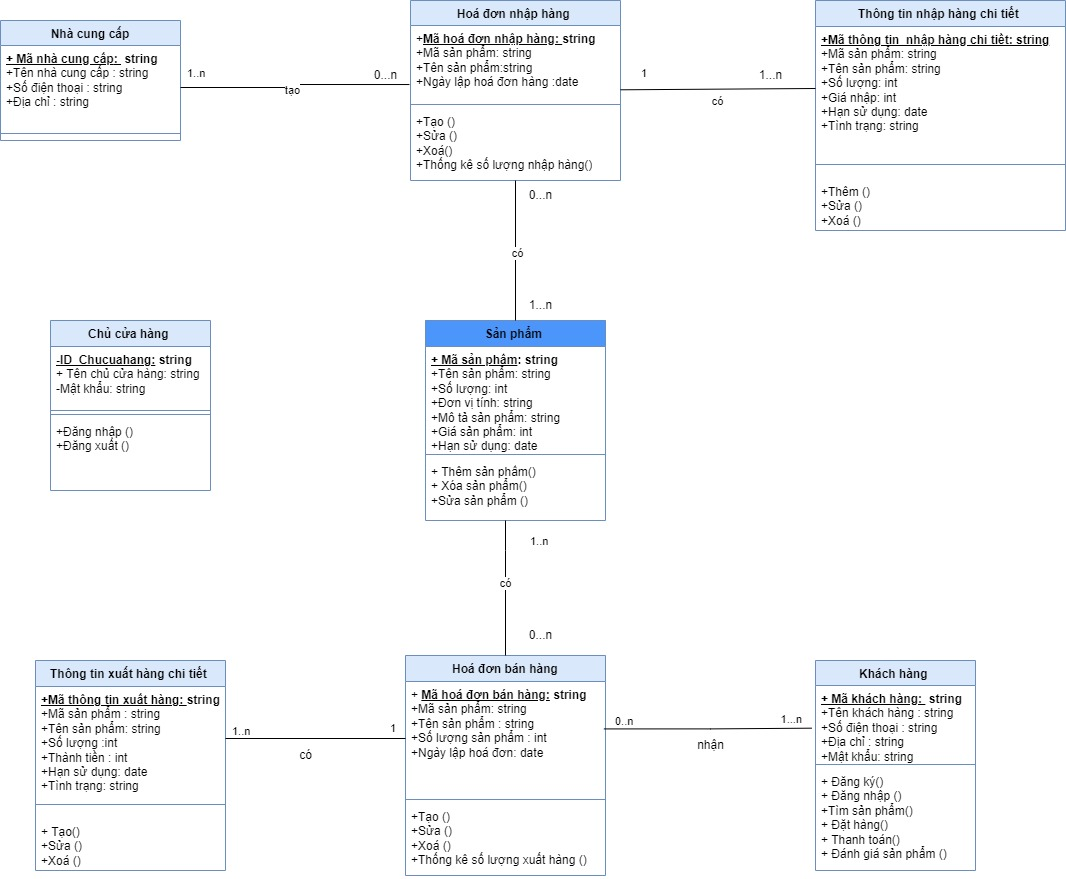 Nhà cung cấp
+ Mã nhà cung cấp: string
+Tên nhà cung cấp : string
+Số điện thoại : string
+Địa chỉ : string
1..n
0...n
tạo
Hoá đơn nhập hàng
+Mã hoá đơn nhập hàng: string
+Mã sản phẩm: string
+Tên sản phẩm:string
+Ngày lập hoá đơn hàng :date
+Tạo ()
+Sửa ()
+Xoá()
+Thống kê số lượng nhập hàng()
1
1...n
có
Thông tin nhập hàng chi tiết
+Mã thông tin nhập hàng chi tiết: string
+Mã sản phẩm: string
+Tên sản phẩm: string
+Số lượng: int
+Giá nhập: int
+Hạn sử dụng: date
+Tình trạng: string
+Thêm ()
+Sửa ()
+Xoá ()
0...n
có
1...n
Chủ cửa hàng
-ID_Chucuahang: string
+ Tên chủ cửa hàng: string
-Mật khẩu: string
+Đăng nhập ()
+Đăng xuất ()
Sản phẩm
+ Mã sản phẩm: string
+Tên sản phẩm: string
+Số lượng: int
+Đơn vị tính: string
+Mô tả sản phẩm: string
+Giá sản phẩm: int
+Hạn sử dụng: date
+ Thêm sản phẩm()
+ Xóa sản phẩm()
+Sửa sản phẩm ()
1..n
có
0...n
Thông tin xuất hàng chi tiết
+Mã thông tin xuất hàng: string
+Mã sản phẩm : string
+Tên sản phẩm: string
+Số lượng :int
+Thành tiền : int
+Hạn sử dụng: date
+Tình trạng: string
+ Tạo()
+Sửa ()
+Xoá ()
1..n
1
có
Hoá đơn bán hàng
+ Mã hoá đơn bán hàng: string
+Mã sản phẩm: string
+Tên sản phẩm : string
+Số lượng sản phẩm : int
+Ngày lập hoá đơn: date
+Tạo ()
+Sửa ()
+Xoá ()
+Thống kê số lượng xuất hàng ()
0..n
1...n
nhận
Khách hàng
+ Mã khách hàng: string
+Tên khách hàng : string
+Số điện thoại : string
+Địa chỉ : string
+Mật khẩu: string
+ Đăng ký()
+ Đăng nhập ()
+Tìm sản phẩm()
+ Đặt hàng()
+ Thanh toán()
+ Đánh giá sản phẩm ()